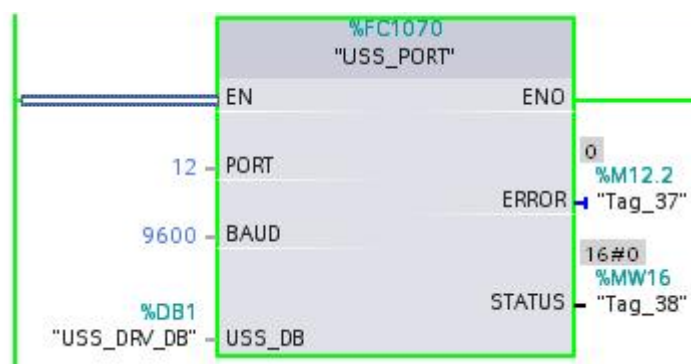 %FC1070
"USS_PORT"
EN ENO
0
12 PORT
%M12.2
ERROR "Tag_37"
9600 BAUD
16#0
%MW16
STATUS "Tag_38"
%DB1
"USS_DRV_DB" USS_DB